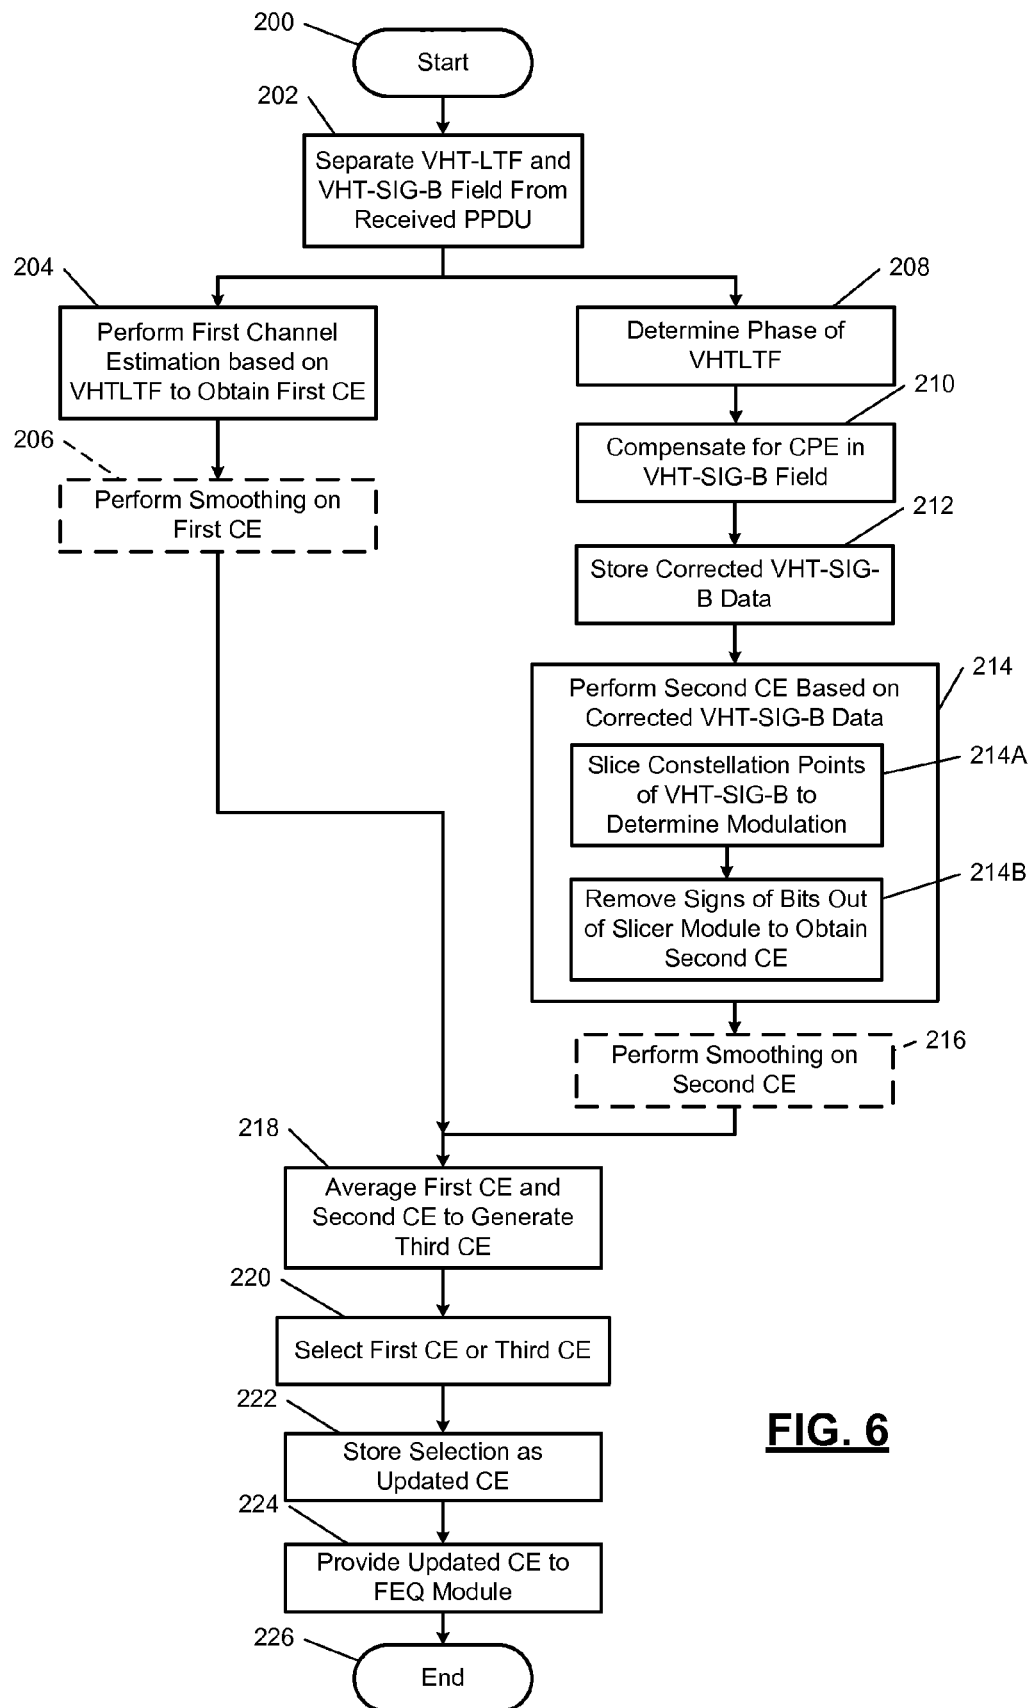 200
Start
202
Separate VHT-LTF and
VHT-SIG-B Field From
Received PPDU
204
Perform First Channel
Estimation based on
VHTLTF to Obtain First CE
206
Perform Smoothing on
First CE
208
Determine Phase of
VHTLTF
210
Compensate for CPE in
VHT-SIG-B Field
212
Store Corrected VHT-SIG-
B Data
214
Perform Second CE Based on
Corrected VHT-SIG-B Data
214A
Slice Constellation Points
of VHT-SIG-B to
Determine Modulation
214B
Remove Signs of Bits Out
of Slicer Module to Obtain
Second CE
216
Perform Smoothing on
Second CE
218
Average First CE and
Second CE to Generate
Third CE
220
Select First CE or Third CE
222
Store Selection as
Updated CE
224
Provide Updated CE to
FEQ Module
226
End
FIG. 6